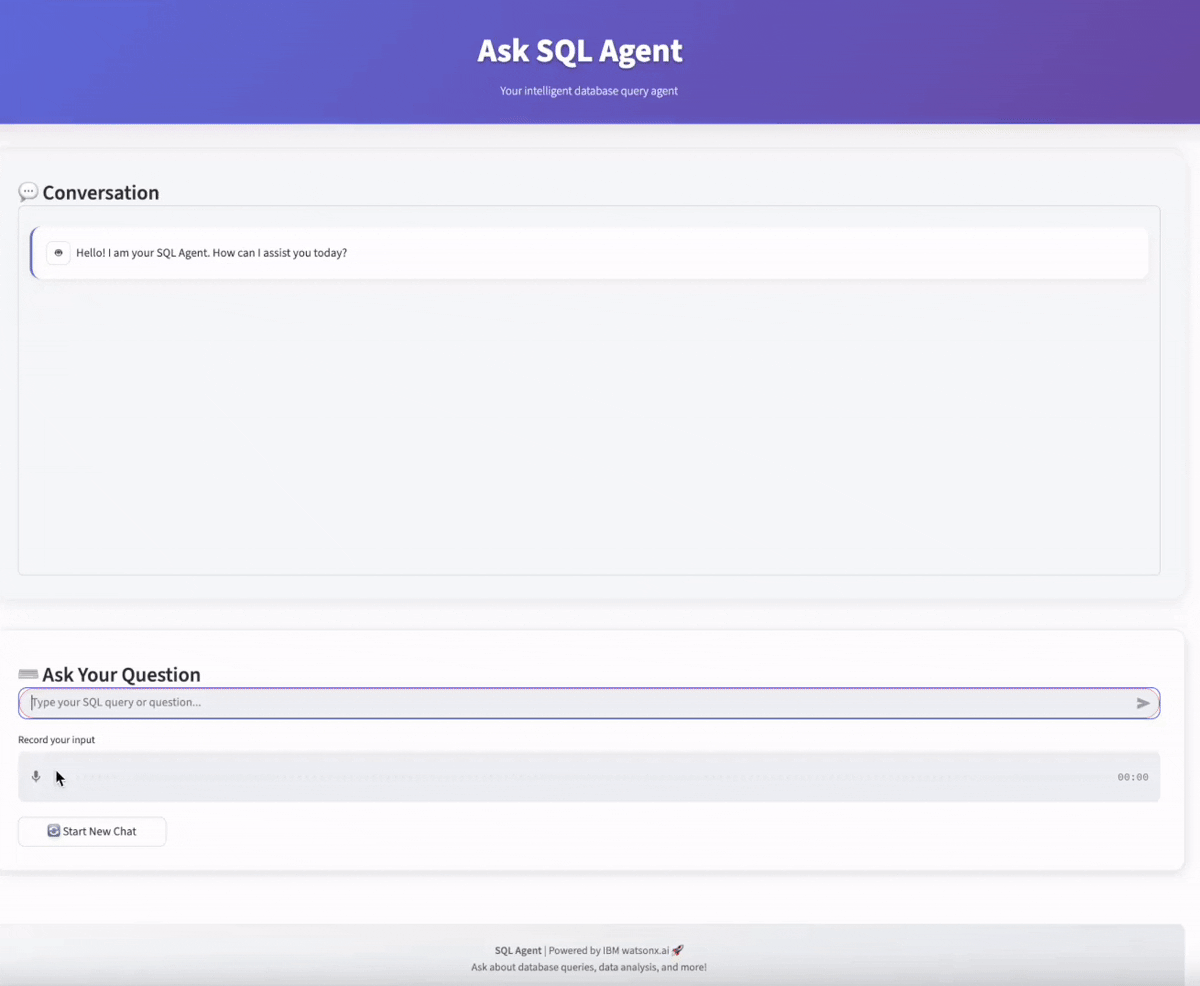 Ask SQL Agent
Your intelligent database query agent
Conversation
Hello! I am your SQL Agent. How can I assist you today?
Ask Your Question
Type your SQL query or question...
Record your input
00:00
Start New Chat
SQL Agent | Powered by IBM watsonx.ai 🚀
Ask about database queries, data analysis, and more!